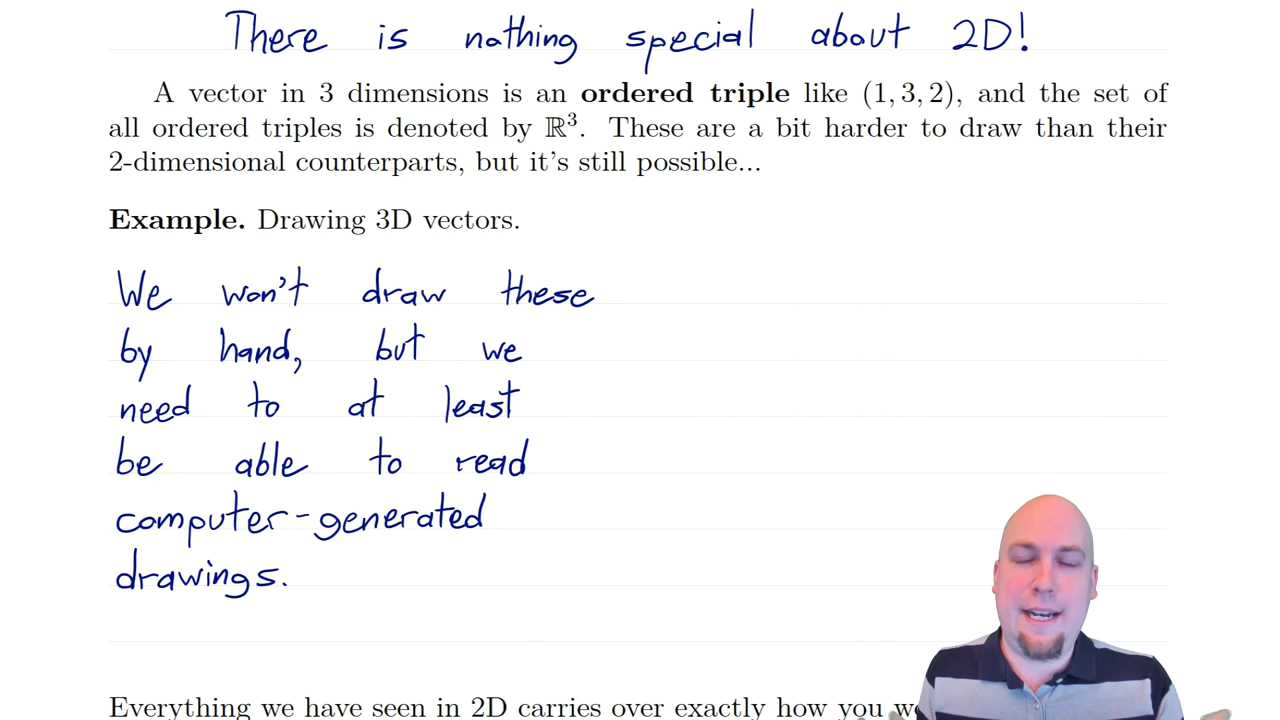 There is nothing special about 2D!
A vector in 3 dimensions is an ordered triple like (1, 3, 2), and the set of
all ordered triples is denoted by ℝ³. These are a bit harder to draw than their
2-dimensional counterparts, but it's still possible...
Example. Drawing 3D vectors.
We won't draw these
by hand, but we
need to at least
be able to read
computer-generated
drawings.
Everything we have seen in 2D carries over exactly how you